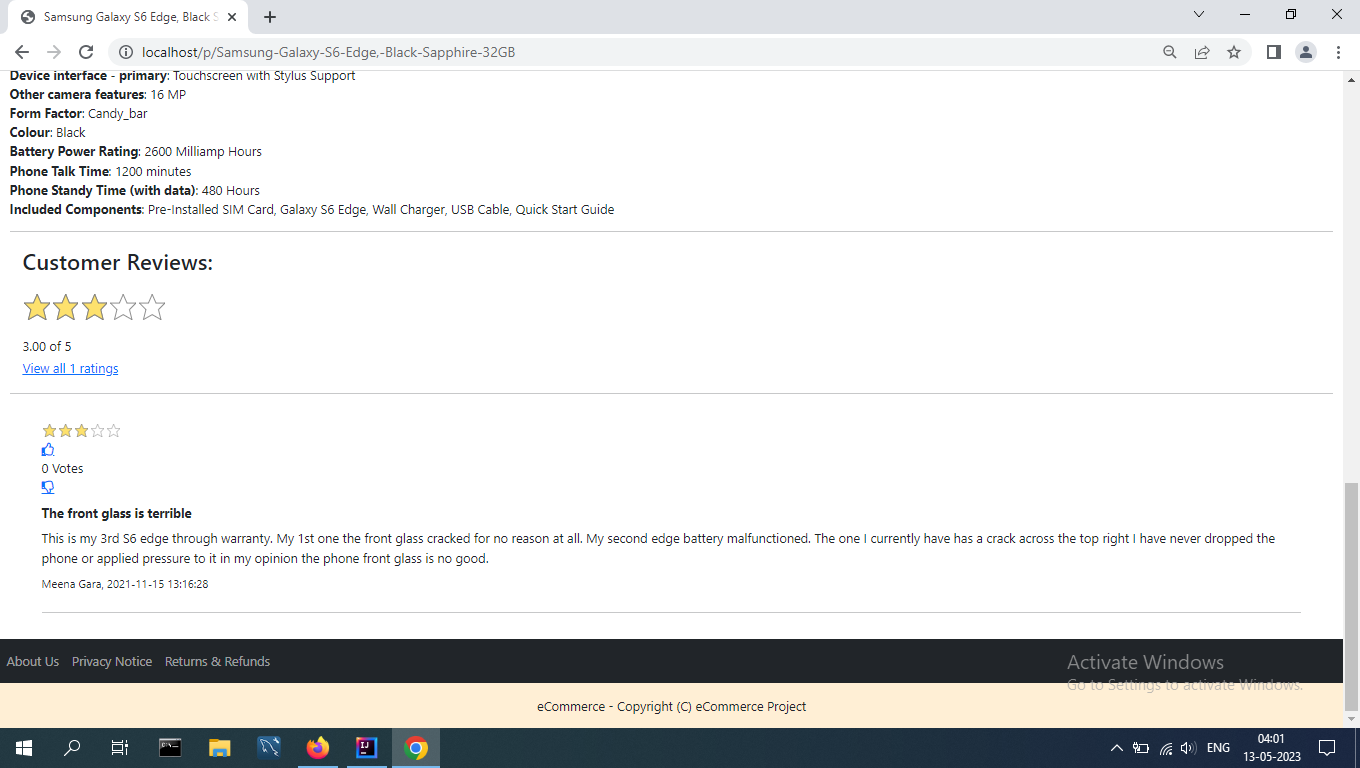 Samsung Galaxy S6 Edge, Black S
localhost/p/Samsung-Galaxy-S6-Edge,-Black-Sapphire-32GB
Device interface - primary: Touchscreen with Stylus Support
Other camera features: 16 MP
Form Factor: Candy_bar
Colour: Black
Battery Power Rating: 2600 Milliamp Hours
Phone Talk Time: 1200 minutes
Phone Standy Time (with data): 480 Hours
Included Components: Pre-Installed SIM Card, Galaxy S6 Edge, Wall Charger, USB Cable, Quick Start Guide
Customer Reviews:
3.00 of 5
View all 1 ratings
0 Votes
The front glass is terrible
This is my 3rd S6 edge through warranty. My 1st one the front glass cracked for no reason at all. My second edge battery malfunctioned. The one I currently have has a crack across the top right I have never dropped the
phone or applied pressure to it in my opinion the phone front glass is no good.
Meena Gara, 2021-11-15 13:16:28
About Us Privacy Notice Returns & Refunds
Activate Windows
Go to Settings to activate Windows.
eCommerce - Copyright (C) eCommerce Project
ENG
04:01
13-05-2023